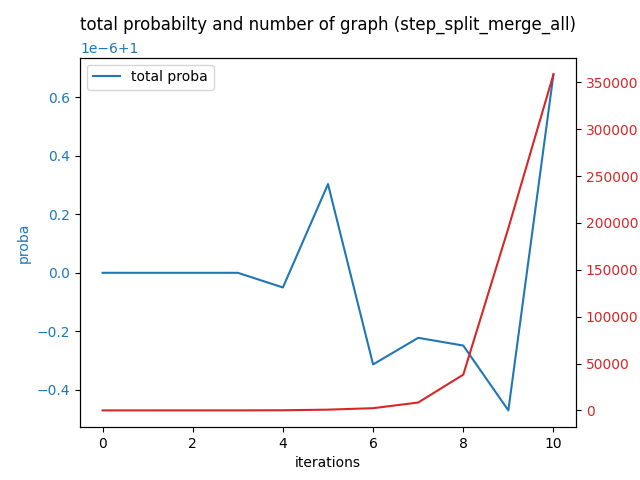 total probabilty and number of graph (step_split_merge_all)
1e−6+1
total proba
0.6
0.4
0.2
0.0
−0.2
−0.4
proba
350000
300000
250000
200000
150000
100000
50000
0
0 2 4 6 8 10
iterations